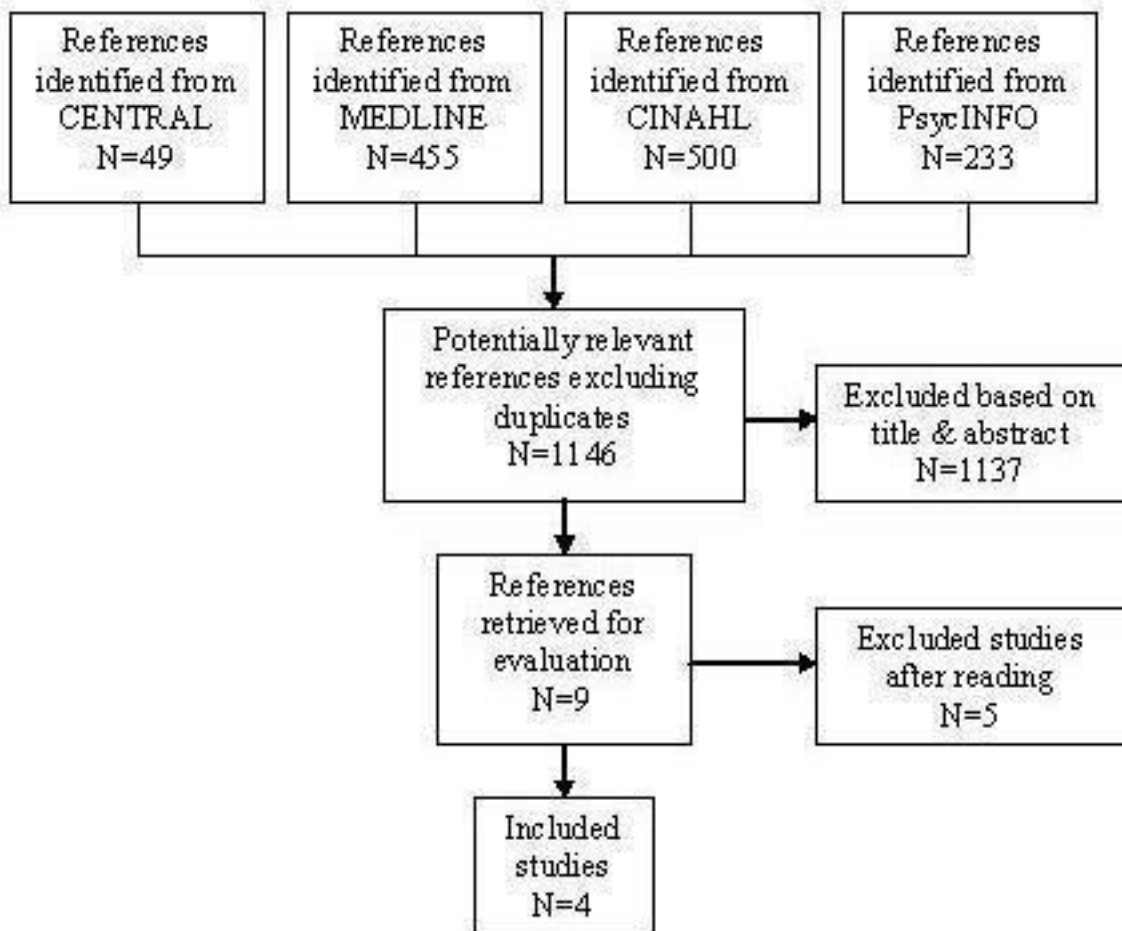 References
identified from
CENTRAL
N=49
References
identified from
MEDLINE
N=455
References
identified from
CINAHL
N=500
References
identified from
PsycINFO
N=233
Potentially relevant
references excluding
duplicates
N=1146
Excluded based on
title & abstract
N=1137
References
retrieved for
evaluation
N=9
Excluded studies
after reading
N=5
Included
studies
N=4